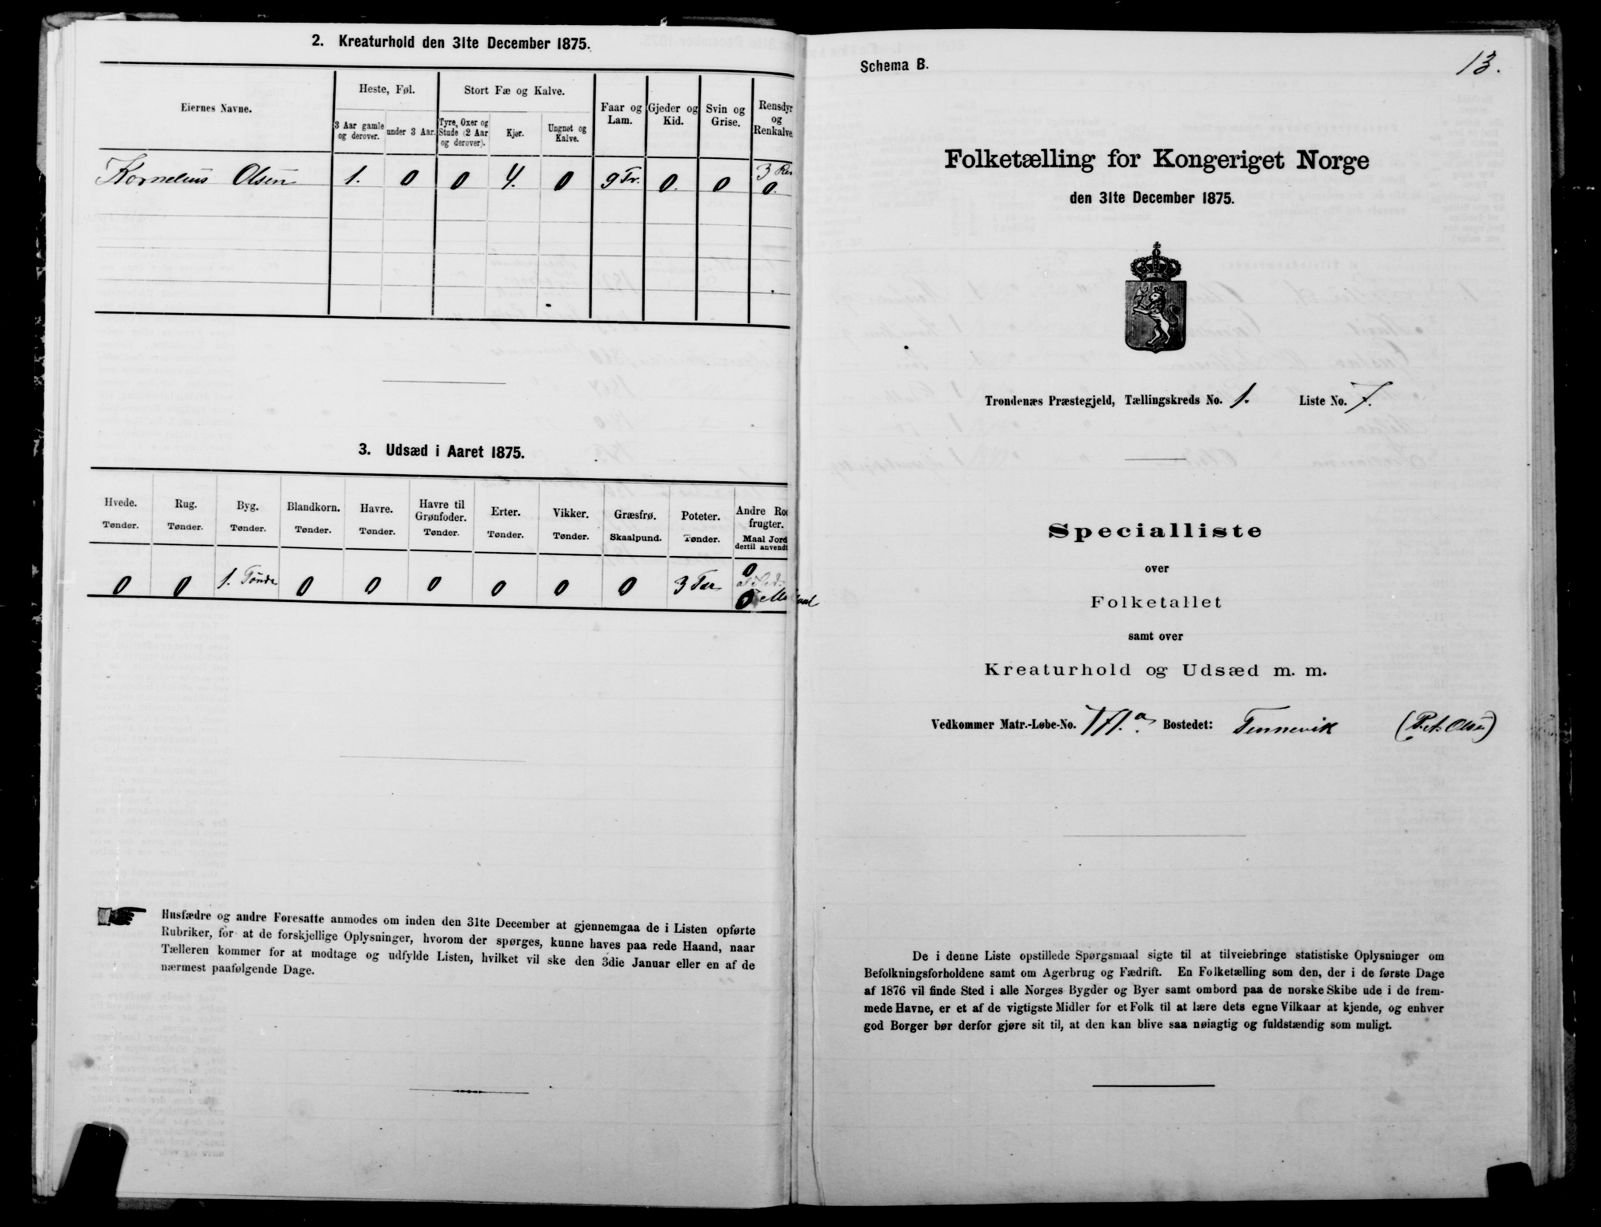 2. Kreaturhold den 31te December 1875.
Eiernes Navne.
Heste, Føl.
3 Aar gamle og derover.
under 3 Aar.
Stort Fæ og Kalve.
Tyre, Oxer og Stude (2 Aar og derover).
Kjør.
Ungnøt og Kalve.
Faar og Lam.
Gjeder og Kid.
Svin og Grise.
Rensdyr og Renkalve
Kornelius Olsen 1. 0 0 4. 0 9 0. 0 3 0.
3. Udsæd i Aaret 1875.
Hvede. Tønder.
Rug. Tønder.
Byg. Tønder.
Blandkorn. Tønder.
Havre. Tønder.
Havre til Grønfoder. Tønder.
Erter. Tønder.
Vikker. Tønder.
Græsfrø. Skaalpund.
Poteter. Tønder.
Andre Ro frugter. Maal Jord dertil anvendt
0 0 1. Tønde 0 0 0 0 0 0 3 0
0
Husfædre og andre Foresatte anmodes om inden den 31te December at gjennemgaa de i Listen opførte
Rubriker, for at de forskjellige Oplysninger, hvorom der spørges, kunne haves paa rede Haand, naar
Tælleren kommer for at modtage og udfylde Listen, hvilket vil ske den 3die Januar eller en af de
nærmest paafølgende Dage.
Schema B.
13.
Folketælling for Kongeriget Norge
den 31te December 1875.
Trondenæs Præstegjeld, Tællingskreds No. 1. Liste No. 7.
Specialliste
over
Folketallet
samt over
Kreaturhold og Udsæd m. m.
Vedkommer Matr.-Løbe-No. Bostedet: Tennevik
De i denne Liste opstillede Spørgsmaal sigte til at tilveiebringe statistiske Oplysninger om
Befolkningsforholdene samt om Agerbrug og Fædrift. En Folketælling som den, der i de første Dage
af 1876 vil finde Sted i alle Norges Bygder og Byer samt ombord paa de norske Skibe ude i de frem-
mede Havne, er et af de vigtigste Midler for et Folk til at lære dets egne Vilkaar at kjende, og enhver
god Borger bør derfor gjøre sit til, at den kan blive saa nøiagtig og fuldstændig som muligt.